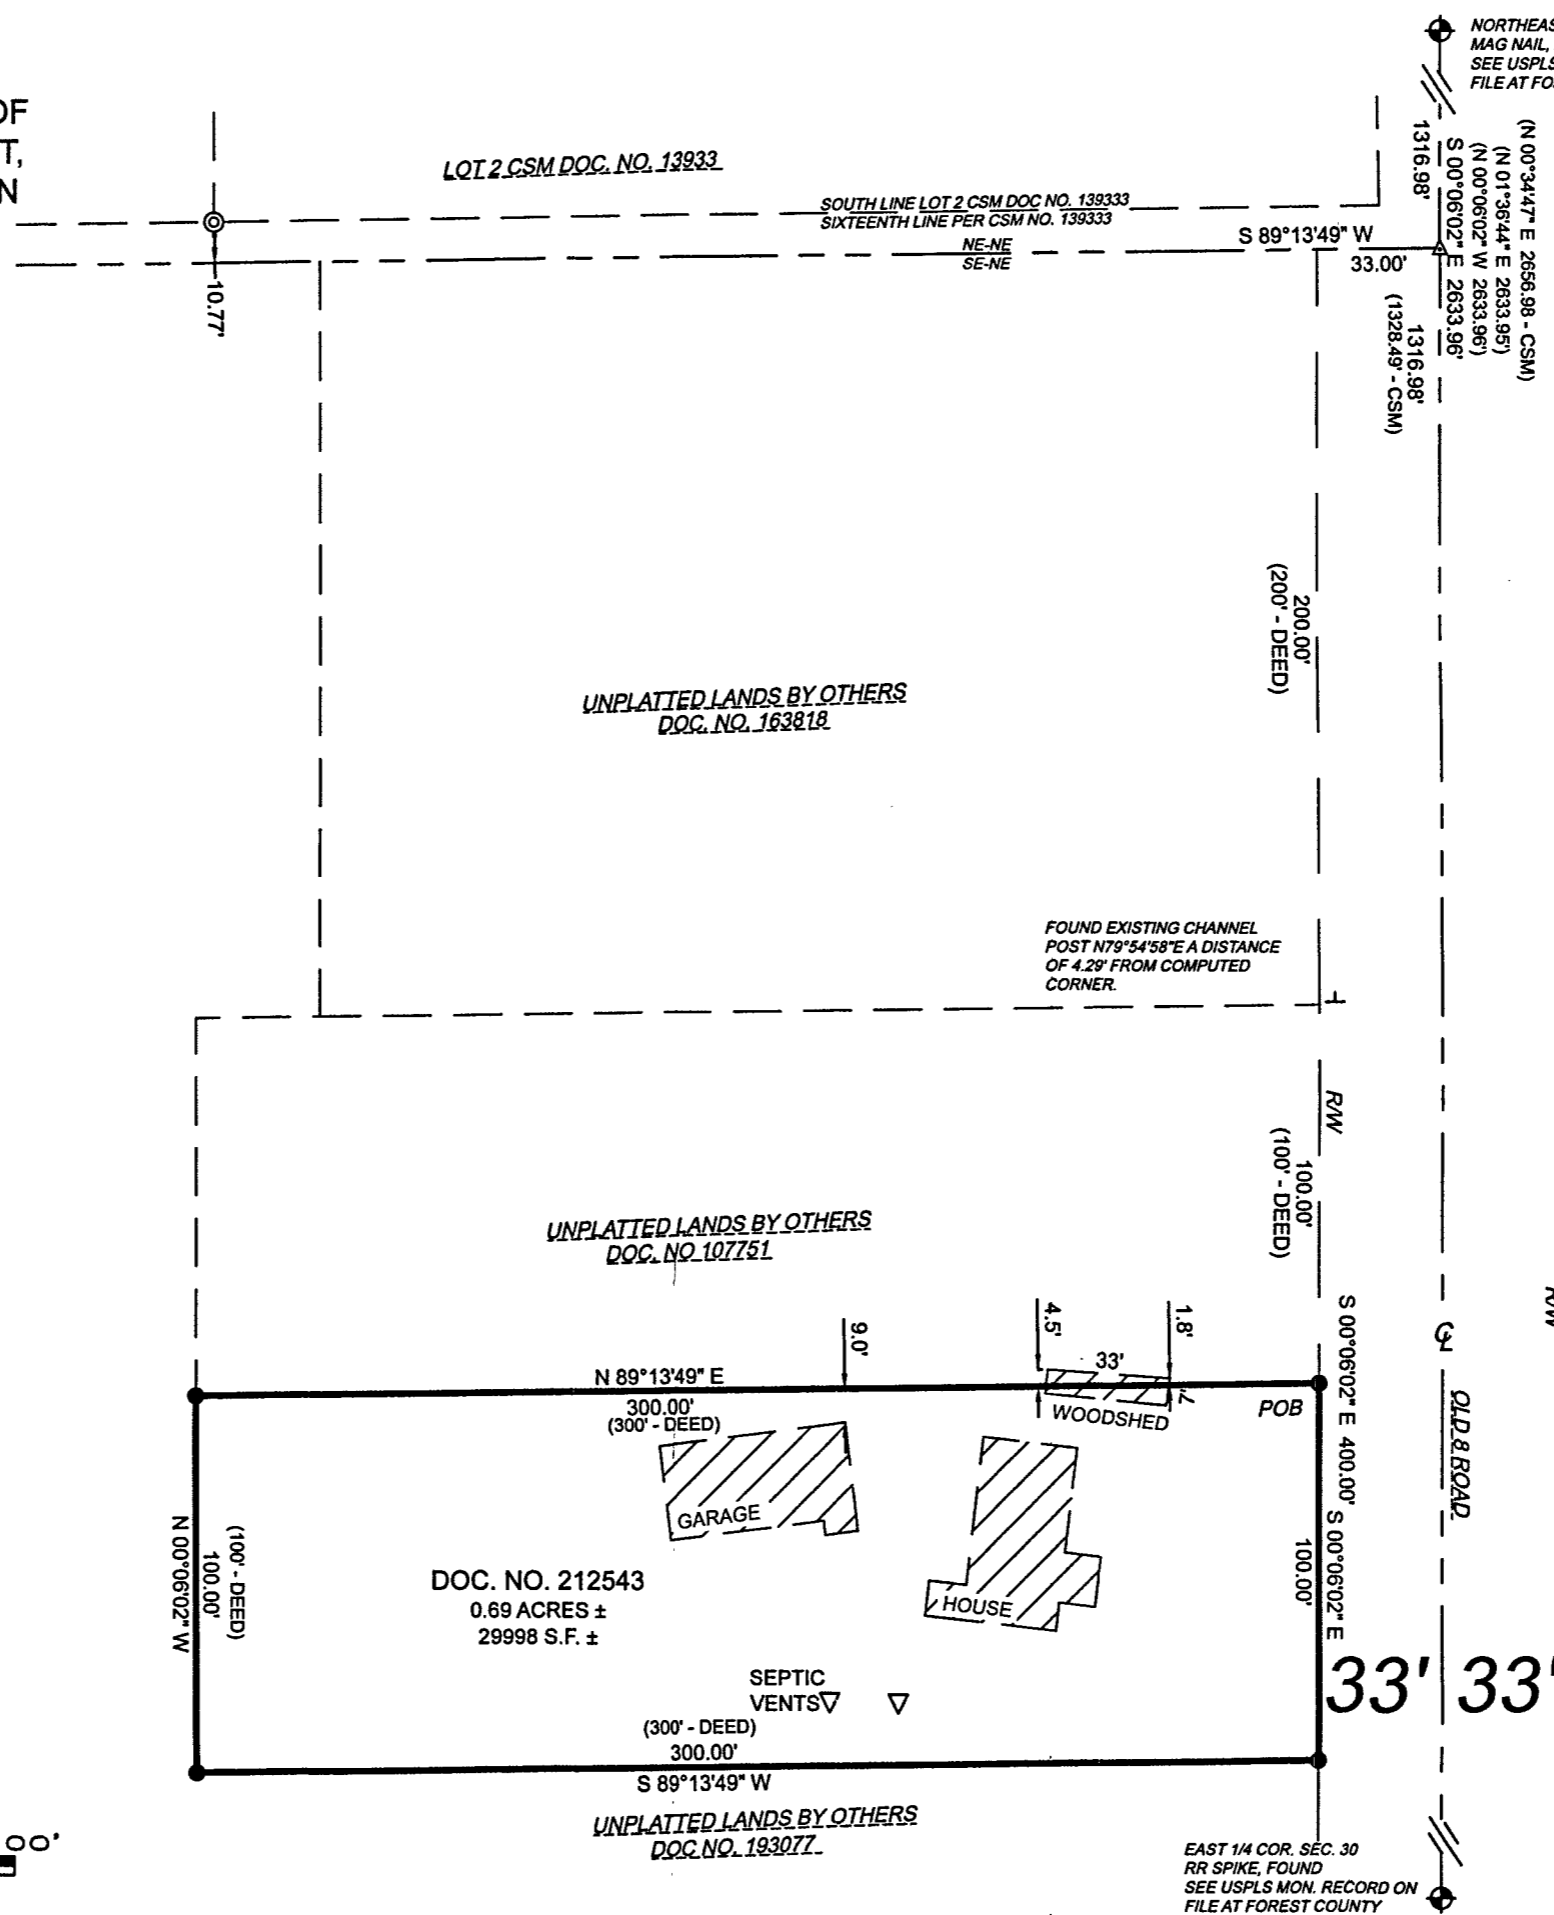 OF
T,
N
NORTHEAS
MAG NAIL,
SEE USPLS
FILE AT FO
LOT 2 CSM DOC. NO. 13933
SOUTH LINE LOT 2 CSM DOC NO. 139333
SIXTEENTH LINE PER CSM NO. 139333
NE-NE
SE-NE
S 89°13'49" W
33.00'
1316.98'
(N 00°34'47" E 2656.98 - CSM)
(N 01°36'44" E 2633.95')
(N 00°06'02" W 2633.96')
S 00°06'02" E 2633.96'
1316.98'
(1328.49' - CSM)
10.77'
200.00'
(200' - DEED)
UNPLATTED LANDS BY OTHERS
DOC. NO. 163818
FOUND EXISTING CHANNEL
POST N79°54'58"E A DISTANCE
OF 4.29' FROM COMPUTED
CORNER.
R/W
100.00'
(100' - DEED)
UNPLATTED LANDS BY OTHERS
DOC. NO 107751
R/W
S 00°06'02" E 400.00'
9.0'
4.5'
1.8'
33'
7'
WOODSHED
POB
N 89°13'49" E
300.00'
(300' - DEED)
OLD 8 ROAD
GARAGE
HOUSE
S 00°06'02" E
100.00'
(100' - DEED)
100.00'
N 00°06'02" W
DOC. NO. 212543
0.69 ACRES ±
29998 S.F. ±
33' 33'
SEPTIC
VENTS
(300' - DEED)
300.00'
S 89°13'49" W
UNPLATTED LANDS BY OTHERS
DOC NO. 193077
00'
EAST 1/4 COR. SEC. 30
RR SPIKE, FOUND
SEE USPLS MON. RECORD ON
FILE AT FOREST COUNTY